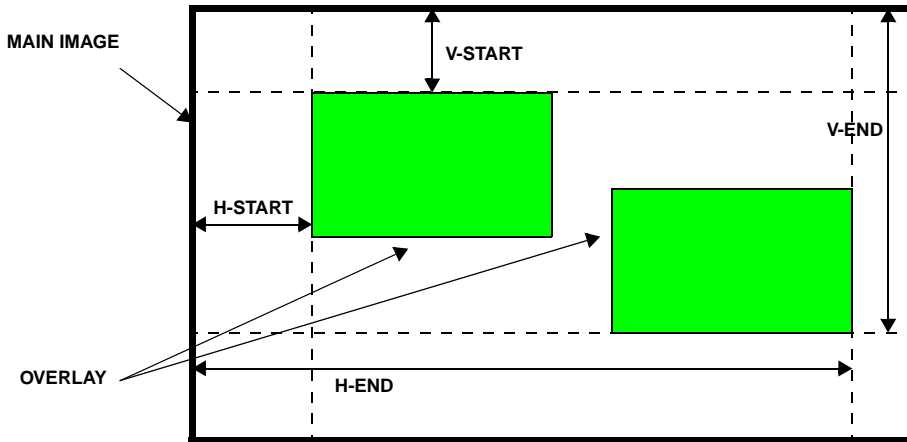 MAIN IMAGE
V-START
V-END
H-START
OVERLAY
H-END